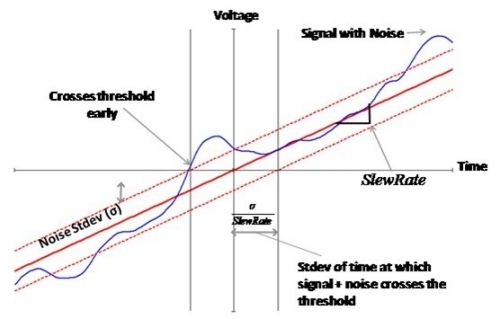 Voltage
Signal with Noise
Crosses threshold
early
Time
SlewRate
Noise Stdev (σ)
σ
SlewRate
Stdev of time at which
signal + noise crosses the
threshold